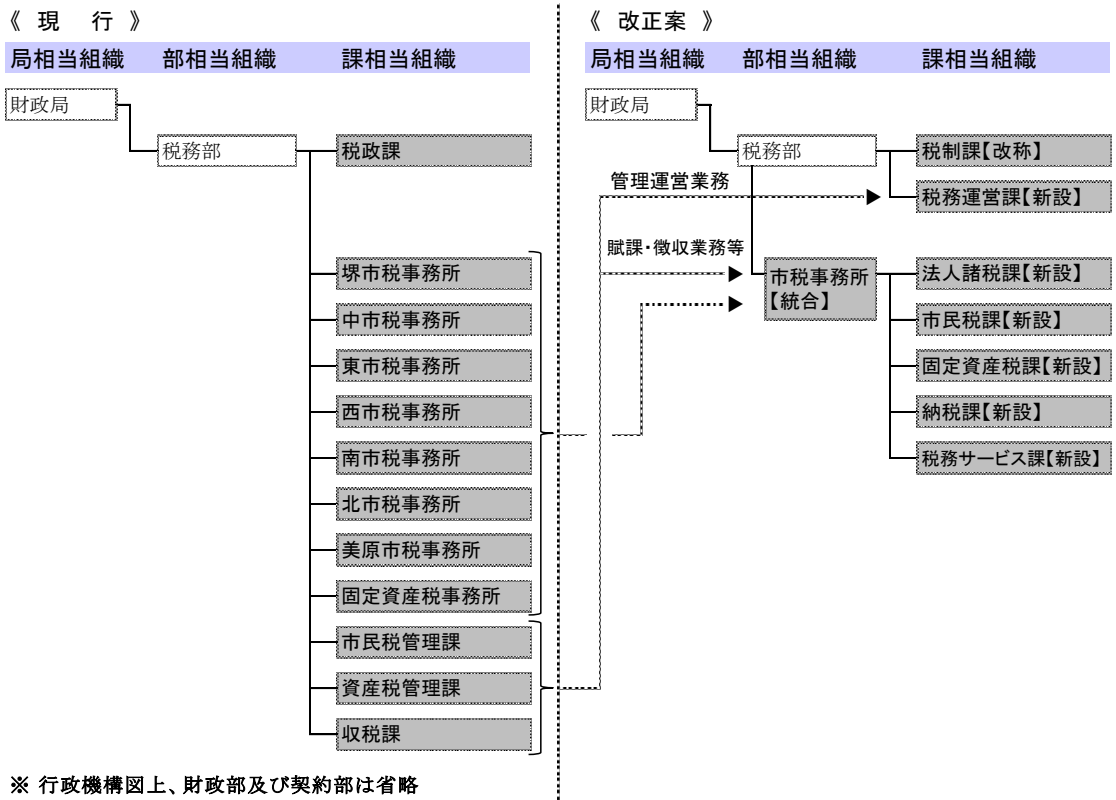 《 現 行 》
局相当組織 部相当組織 課相当組織
財政局
税務部
税政課
堺市税事務所
中市税事務所
東市税事務所
西市税事務所
南市税事務所
北市税事務所
美原市税事務所
固定資産税事務所
市民税管理課
資産税管理課
収税課
※ 行政機構図上、財政部及び契約部は省略
《 改正案 》
局相当組織 部相当組織 課相当組織
財政局
税務部
税制課【改称】
管理運営業務
税務運営課【新設】
賦課・徴収業務等
市税事務所
【統合】
法人諸税課【新設】
市民税課【新設】
固定資産税課【新設】
納税課【新設】
税務サービス課【新設】